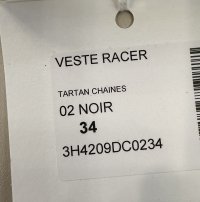 VESTE RACER
TARTAN CHAINES
02 NOIR
34
3H4209DC0234